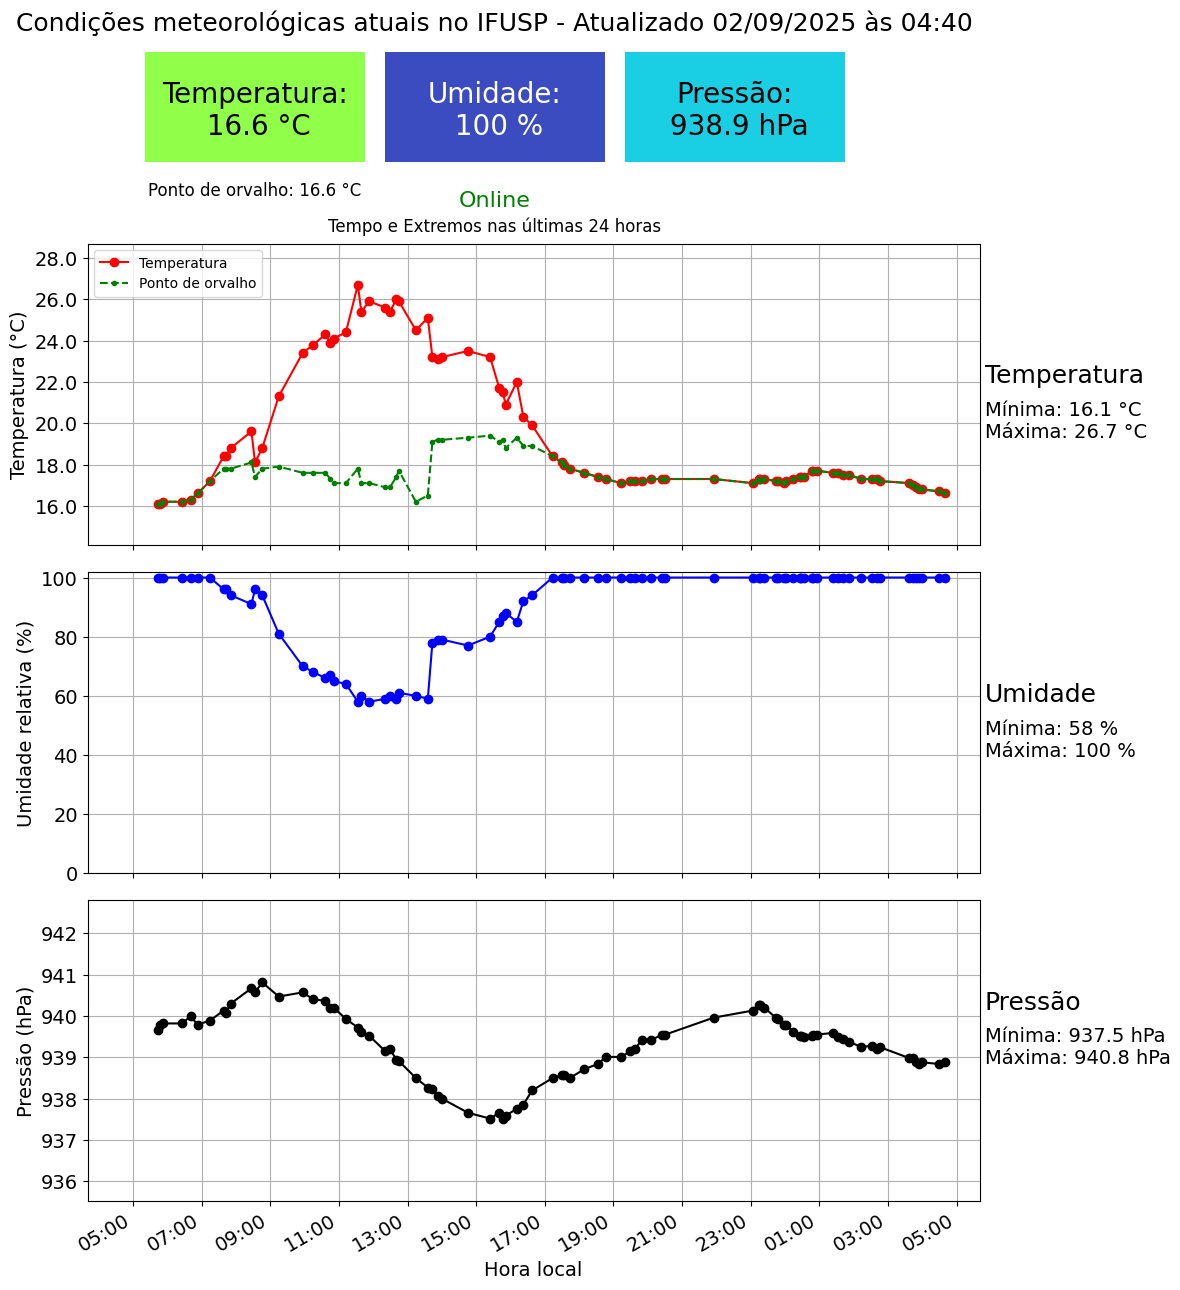 Condições meteorológicas atuais no IFUSP - Atualizado 02/09/2025 às 04:40
Temperatura:
16.6 °C
Umidade:
100 %
Pressão:
938.9 hPa
Ponto de orvalho: 16.6 °C
Online
Tempo e Extremos nas últimas 24 horas
Temperatura (°C)
28.0
26.0
24.0
22.0
20.0
18.0
16.0
Temperatura
Ponto de orvalho
Temperatura
Mínima: 16.1 °C
Máxima: 26.7 °C
Umidade relativa (%)
100
80
60
40
20
0
Umidade
Mínima: 58 %
Máxima: 100 %
Pressão (hPa)
942
941
940
939
938
937
936
Pressão
Mínima: 937.5 hPa
Máxima: 940.8 hPa
05:00
07:00
09:00
11:00
13:00
15:00
17:00
19:00
21:00
23:00
01:00
03:00
05:00
Hora local